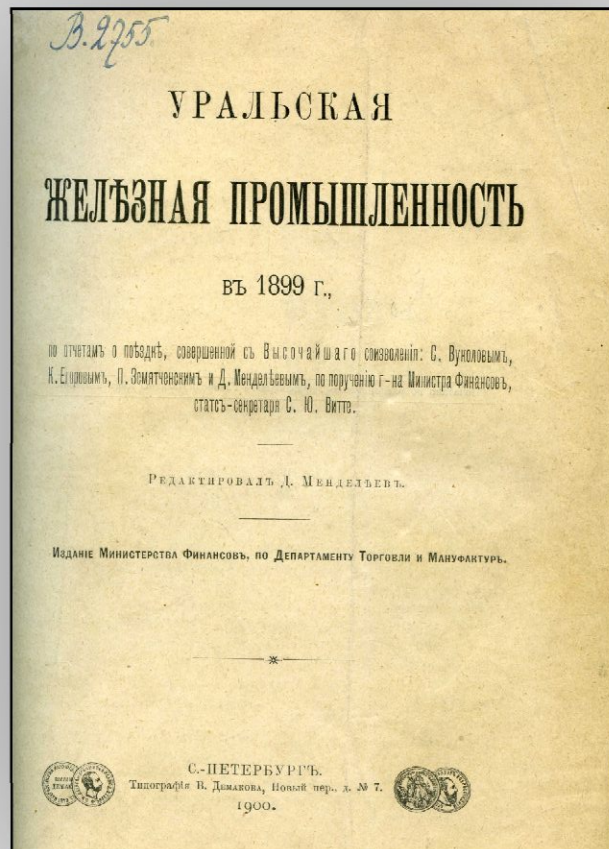 В. 2755.
УРАЛЬСКАЯ
ЖЕЛѢЗНАЯ ПРОМЫШЛЕННОСТЬ
въ 1899 г.,
по отчетамъ о поѣздкѣ, совершенной съ Высочайшаго соизволенія: С. Вуколовымъ,
К. Егоровымъ, П. Земятченскимъ и Д. Менделѣевымъ, по порученію г-на Министра Финансовъ,
статсъ-секретаря С. Ю. Витте.
Редактировалъ Д. Менделѣевъ.
Изданіе Министерства Финансовъ, по Департаменту Торговли и Мануфактуръ.
С.-ПЕТЕРБУРГЪ.
Типографія В. Демакова, Новый пер., д. № 7.
1900.